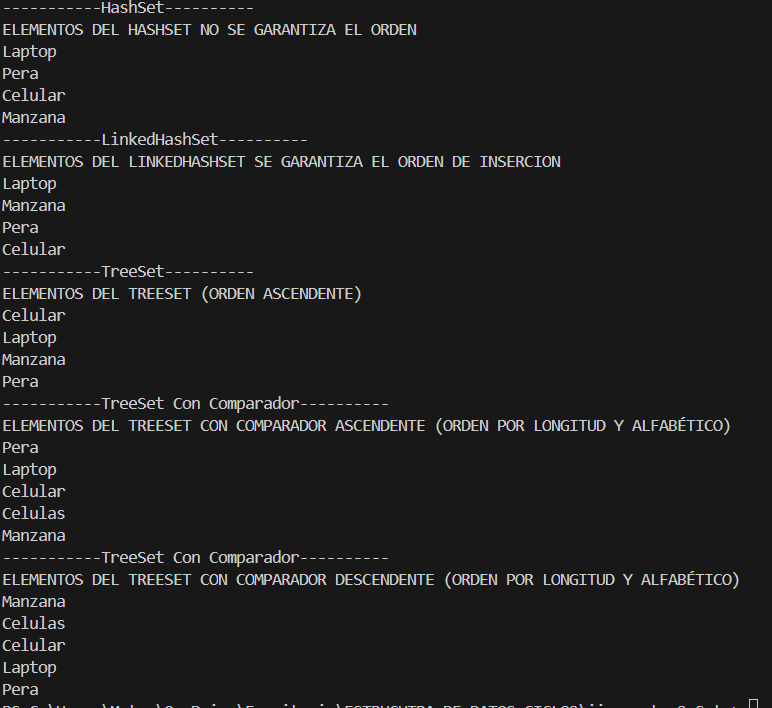 -----------HashSet----------
ELEMENTOS DEL HASHSET NO SE GARANTIZA EL ORDEN
Laptop
Pera
Celular
Manzana
-----------LinkedHashSet----------
ELEMENTOS DEL LINKEDHASHSET SE GARANTIZA EL ORDEN DE INSERCION
Laptop
Manzana
Pera
Celular
-----------TreeSet----------
ELEMENTOS DEL TREESET (ORDEN ASCENDENTE)
Celular
Laptop
Manzana
Pera
-----------TreeSet Con Comparador----------
ELEMENTOS DEL TREESET CON COMPARADOR ASCENDENTE (ORDEN POR LONGITUD Y ALFABÉTICO)
Pera
Laptop
Celular
Celulas
Manzana
-----------TreeSet Con Comparador----------
ELEMENTOS DEL TREESET CON COMPARADOR DESCENDENTE (ORDEN POR LONGITUD Y ALFABÉTICO)
Manzana
Celulas
Celular
Laptop
Pera